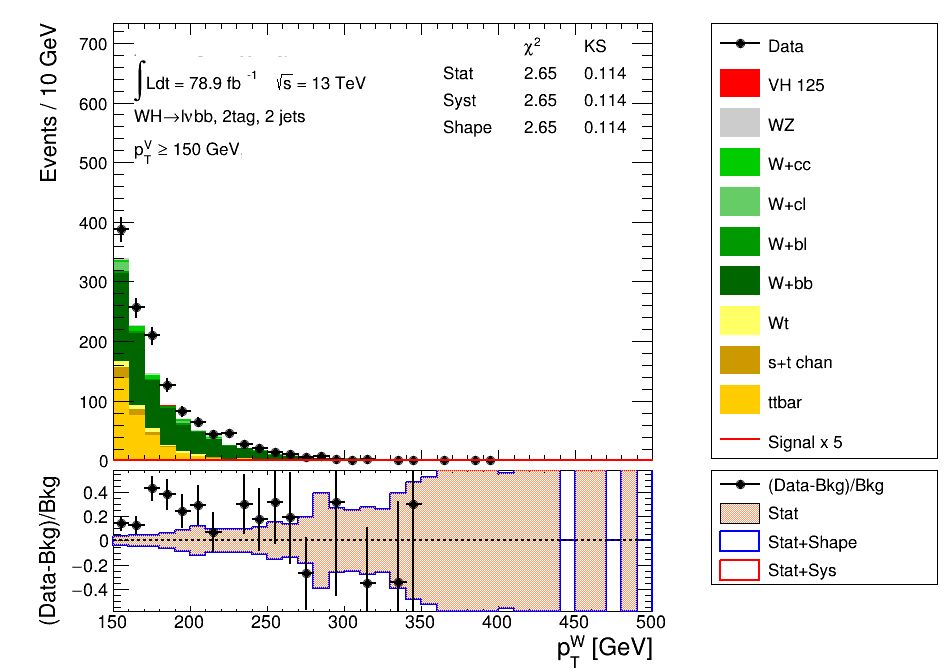 Events / 10 GeV
700
600
500
400
300
200
100
0
∫Ldt = 78.9 fb⁻¹ √s = 13 TeV
WH→lνbb, 2tag, 2 jets
p_T^V ≥ 150 GeV
χ² KS
Stat 2.65 0.114
Syst 2.65 0.114
Shape 2.65 0.114
Data
VH 125
WZ
W+cc
W+cl
W+bl
W+bb
Wt
s+t chan
ttbar
Signal x 5
(Data-Bkg)/Bkg
0.4
0.2
0
−0.2
−0.4
150 200 250 300 350 400 450 500
p_T^W [GeV]
(Data-Bkg)/Bkg
Stat
Stat+Shape
Stat+Sys